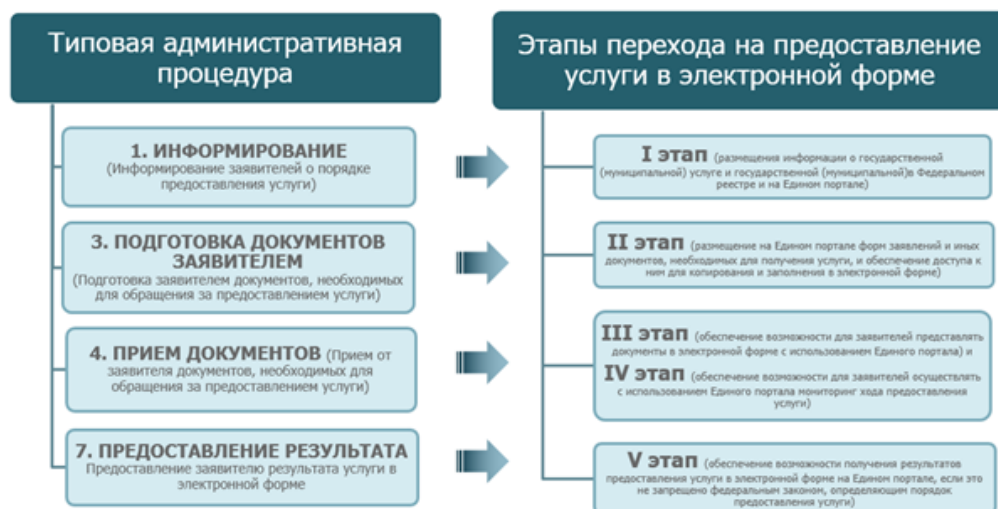 Типовая административная
процедура
1. ИНФОРМИРОВАНИЕ
(Информирование заявителей о порядке
предоставления услуги)
3. ПОДГОТОВКА ДОКУМЕНТОВ
ЗАЯВИТЕЛЕМ
(Подготовка заявителем документов, необходимых
для обращения за предоставлением услуги)
4. ПРИЕМ ДОКУМЕНТОВ (Прием от
заявителя документов, необходимых для
обращения за предоставлением услуги)
7. ПРЕДОСТАВЛЕНИЕ РЕЗУЛЬТАТА
Предоставление заявителю результата услуги в
электронной форме
Этапы перехода на предоставление
услуги в электронной форме
I этап (размещения информации о государственной
(муниципальной) услуге и государственной (муниципальной)в Федеральном
реестре и на Едином портале)
II этап (размещение на Едином портале форм заявлений и иных
документов, необходимых для получения услуги, и обеспечение доступа к
ним для копирования и заполнения в электронной форме)
III этап (обеспечение возможности для заявителей представлять
документы в электронной форме с использованием Единого портала) и
IV этап (обеспечение возможности для заявителей осуществлять
с использованием Единого портала мониторинг хода предоставления
услуги)
V этап (обеспечение возможности получения результатов
предоставления услуги в электронной форме на Едином портале, если это
не запрещено федеральным законом, определяющим порядок
предоставления услуги)